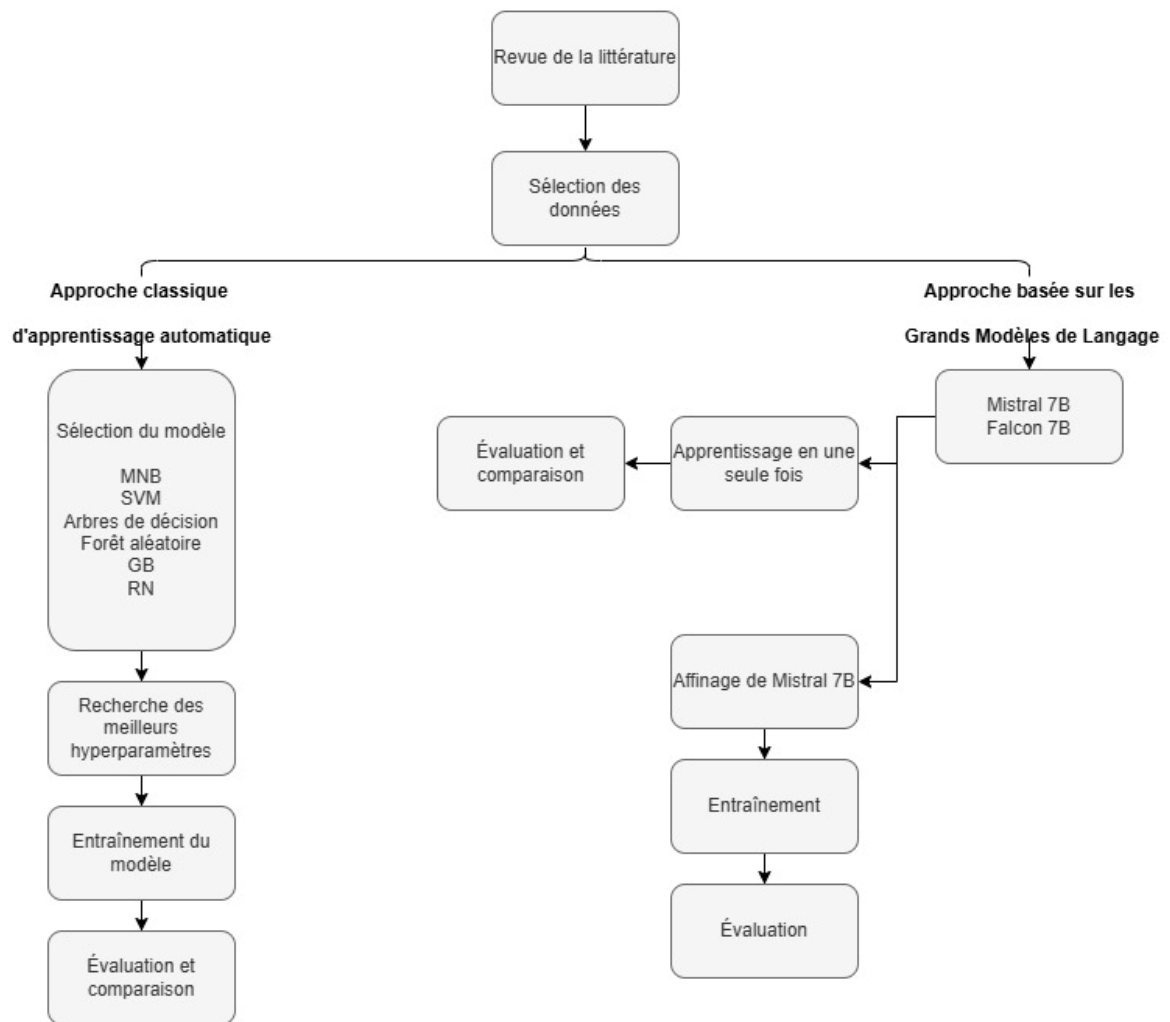 Revue de la littérature
Sélection des
données
Approche classique
d'apprentissage automatique
Sélection du modèle
MNB
SVM
Arbres de décision
Forêt aléatoire
GB
RN
Recherche des
meilleurs
hyperparamètres
Entraînement du
modèle
Évaluation et
comparaison
Approche basée sur les
Grands Modèles de Langage
Mistral 7B
Falcon 7B
Apprentissage en une
seule fois
Évaluation et
comparaison
Affinage de Mistral 7B
Entraînement
Évaluation